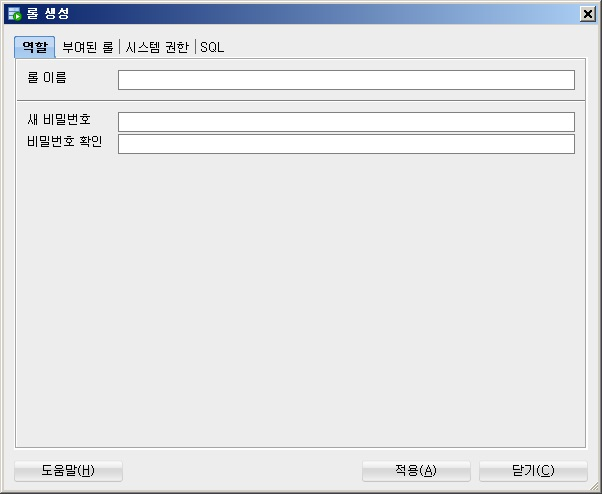 롤 생성
역할 부여된 롤 시스템 권한 SQL
롤 이름
새 비밀번호
비밀번호 확인
도움말(H) 적용(A) 닫기(C)